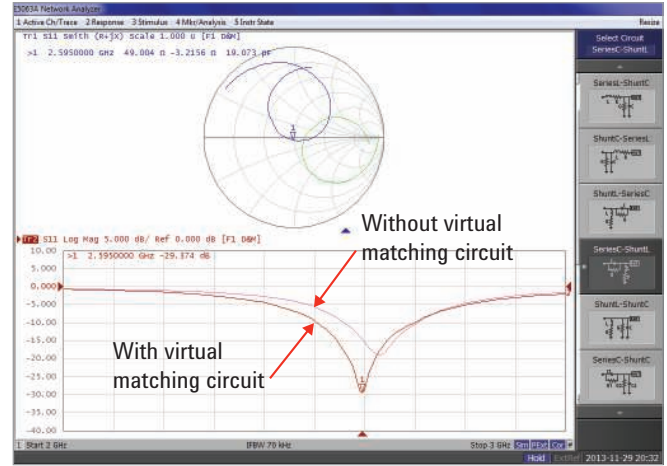 E5063A Network Analyzer
1 Active Ch/Trace 2 Response 3 Stimulus 4 Mkr/Analysis 5 Instr State
Resize
Tr1 S11 Smith (R+jX) Scale 1.000 U [F1 D&M]
>1 2.5950000 GHz 49.004 Ω -3.2156 Ω 19.073 pF
1
Tr2 S11 Log Mag 5.000 dB/ Ref 0.000 dB [F1 D&M]
10.00
>1 2.5950000 GHz -29.374 dB
5.000
0.000
-5.000
-10.00
-15.00
-20.00
-25.00
-30.00
-35.00
-40.00
1
Without virtual
matching circuit
With virtual
matching circuit
1 Start 2 GHz
IFBW 70 kHz
Stop 3 GHz Sim PExt Cor
Hold ExtRef 2013-11-29 20:32
Select Circuit
SeriesC-ShuntL
SeriesL-ShuntC
ShuntC-SeriesL
ShuntL-SeriesC
SeriesC-ShuntL
ShuntL-ShuntC
SeriesC-ShuntC